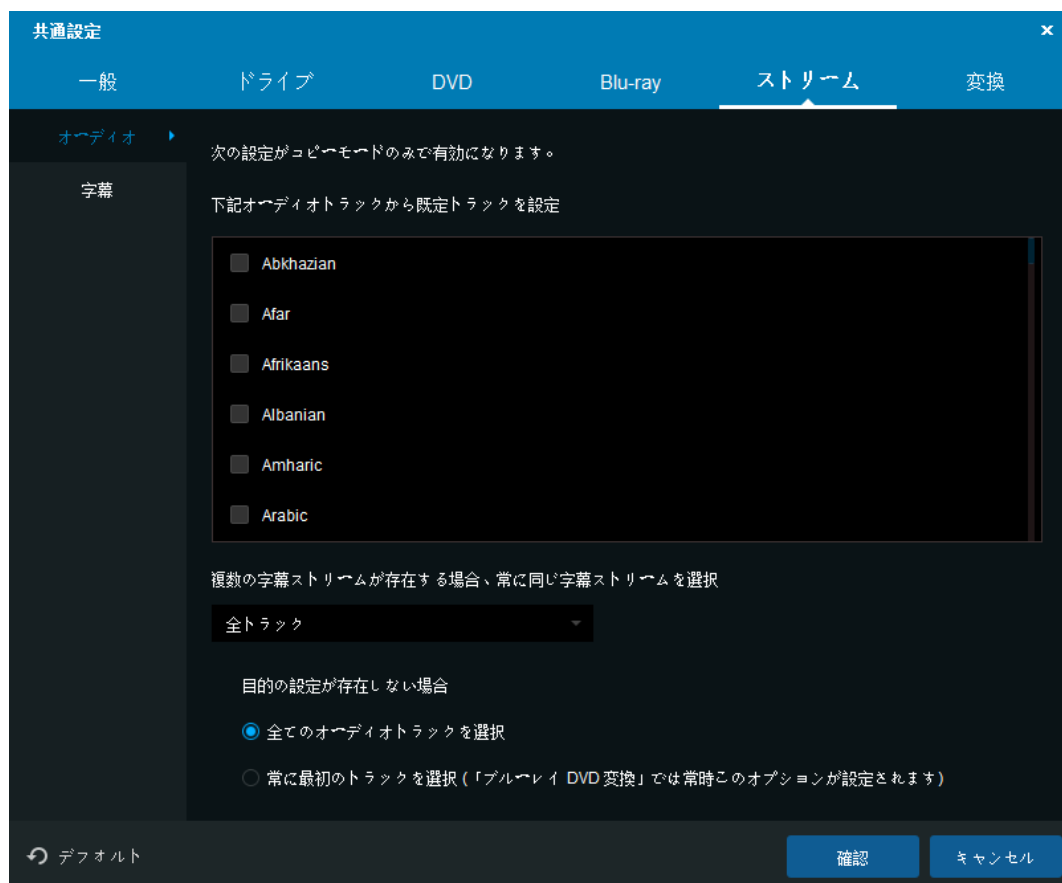 共通設定
一般 ドライブ DVD Blu-ray ストリーム 変換
オーディオ
字幕
次の設定がコピーモードのみで有効になります。
下記オーディオトラックから既定トラックを設定
Abkhazian
Afar
Afrikaans
Albanian
Amharic
Arabic
複数の字幕ストリームが存在する場合、常に同じ字幕ストリームを選択
全トラック
目的の設定が存在しない場合
全てのオーディオトラックを選択
常に最初のトラックを選択 (「ブルーレイ DVD 変換」では常時このオプションが設定されます)
デフォルト
確認 キャンセル